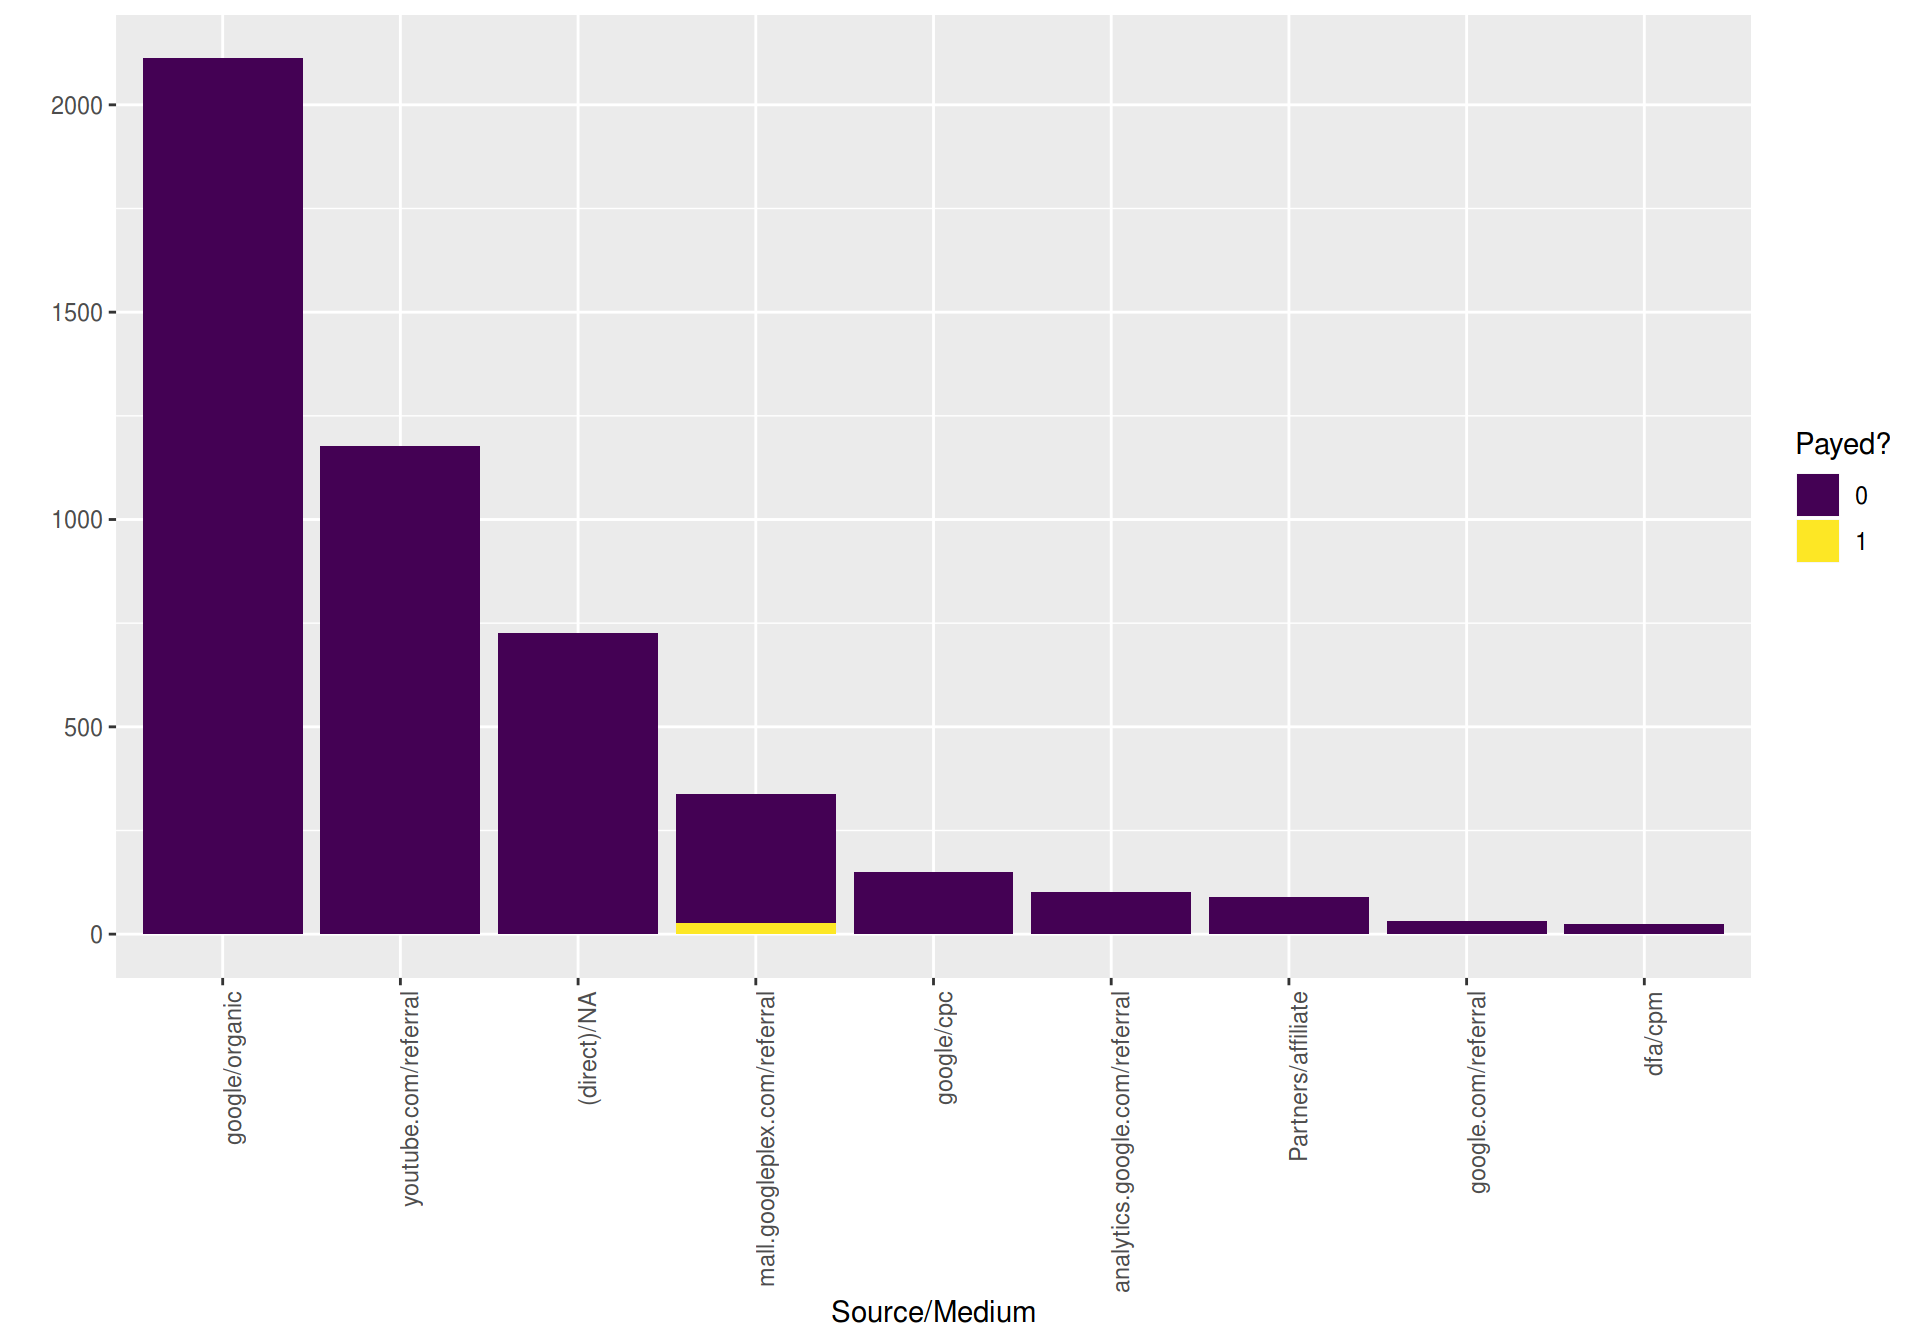 2000
1500
1000
500
0
google/organic
youtube.com/referral
(direct)/NA
mall.googleplex.com/referral
google/cpc
analytics.google.com/referral
Partners/affiliate
google.com/referral
dfa/cpm
Source/Medium
Payed?
0
1